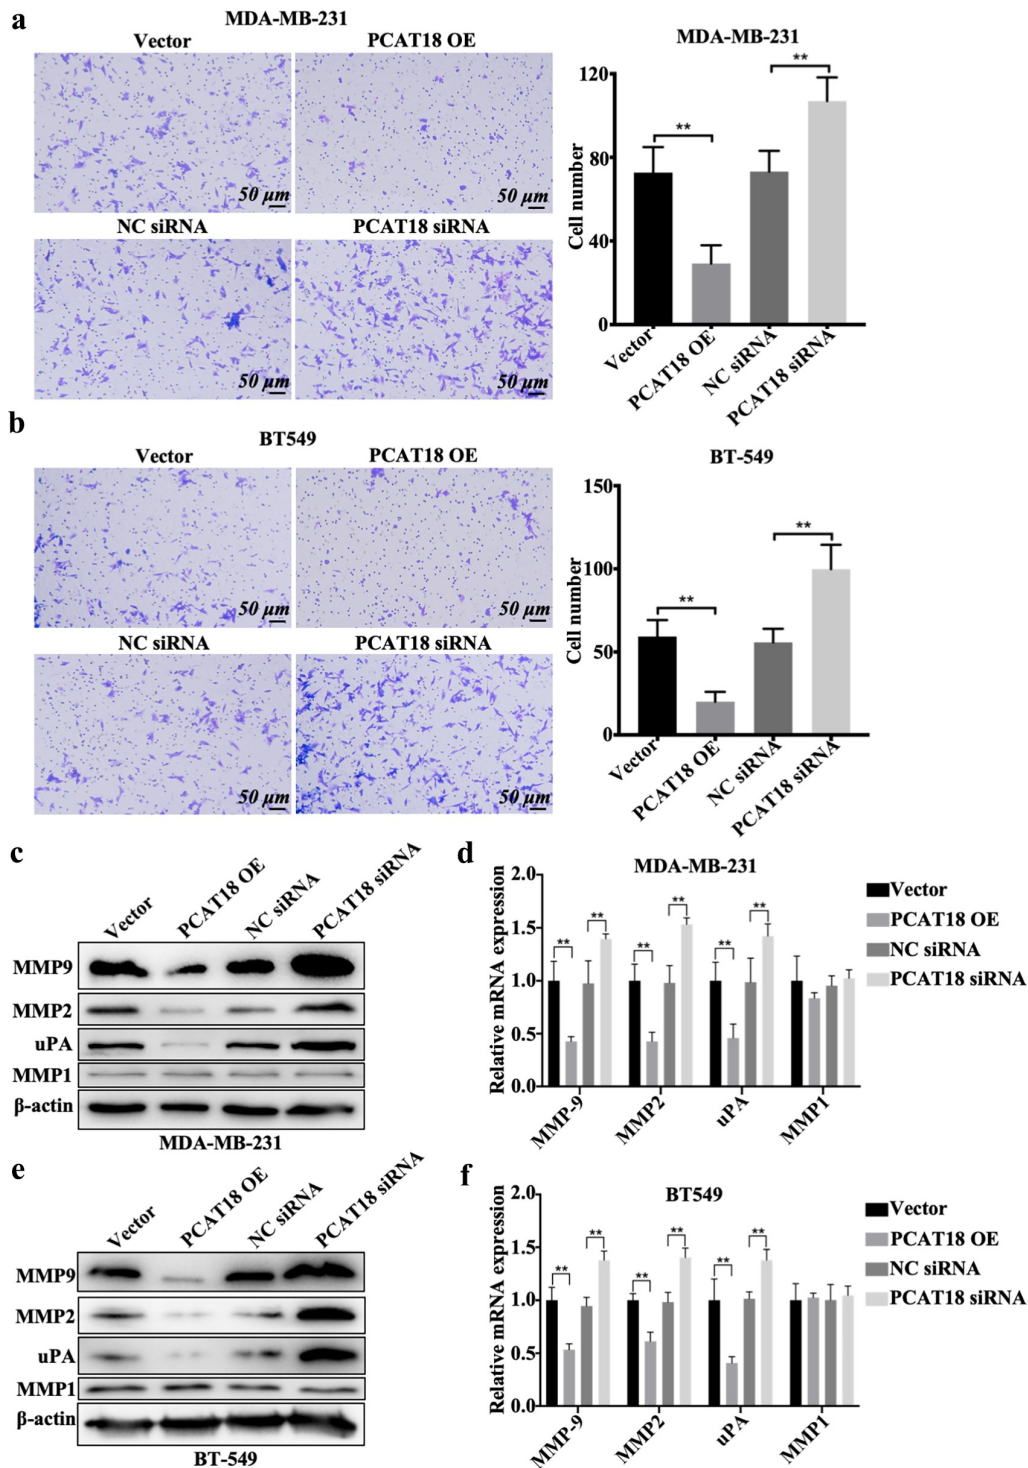 a
MDA-MB-231
Vector
PCAT18 OE
50 μm
50 μm
NC siRNA
PCAT18 siRNA
50 μm
50 μm
MDA-MB-231
Cell number
120
80
40
0
**
**
Vector
PCAT18 OE
NC siRNA
PCAT18 siRNA
b
BT549
Vector
PCAT18 OE
50 μm
50 μm
NC siRNA
PCAT18 siRNA
50 μm
50 μm
BT-549
Cell number
150
100
50
0
**
**
Vector
PCAT18 OE
NC siRNA
PCAT18 siRNA
c
Vector
PCAT18 OE
NC siRNA
PCAT18 siRNA
MMP9
MMP2
uPA
MMP1
β-actin
MDA-MB-231
d
MDA-MB-231
Relative mRNA expression
2.0
1.5
1.0
0.5
0.0
**
**
**
**
**
**
MMP-9
MMP2
uPA
MMP1
Vector
PCAT18 OE
NC siRNA
PCAT18 siRNA
e
Vector
PCAT18 OE
NC siRNA
PCAT18 siRNA
MMP9
MMP2
uPA
MMP1
β-actin
BT-549
f
BT549
Relative mRNA expression
2.0
1.5
1.0
0.5
0.0
**
**
**
**
**
**
MMP-9
MMP2
uPA
MMP1
Vector
PCAT18 OE
NC siRNA
PCAT18 siRNA